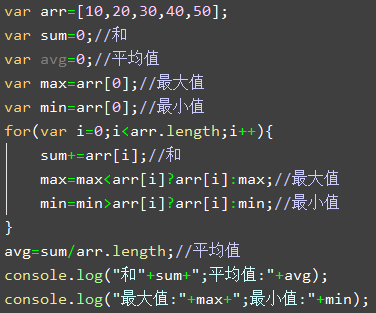 var arr=[10,20,30,40,50];
var sum=0;//和
var avg=0;//平均值
var max=arr[0];//最大值
var min=arr[0];//最小值
for(var i=0;i<arr.length;i++){
    sum+=arr[i];//和
    max=max<arr[i]?arr[i]:max;//最大值
    min=min>arr[i]?arr[i]:min;//最小值
}
avg=sum/arr.length;//平均值
console.log("和"+sum+";平均值:"+avg);
console.log("最大值:"+max+";最小值:"+min);